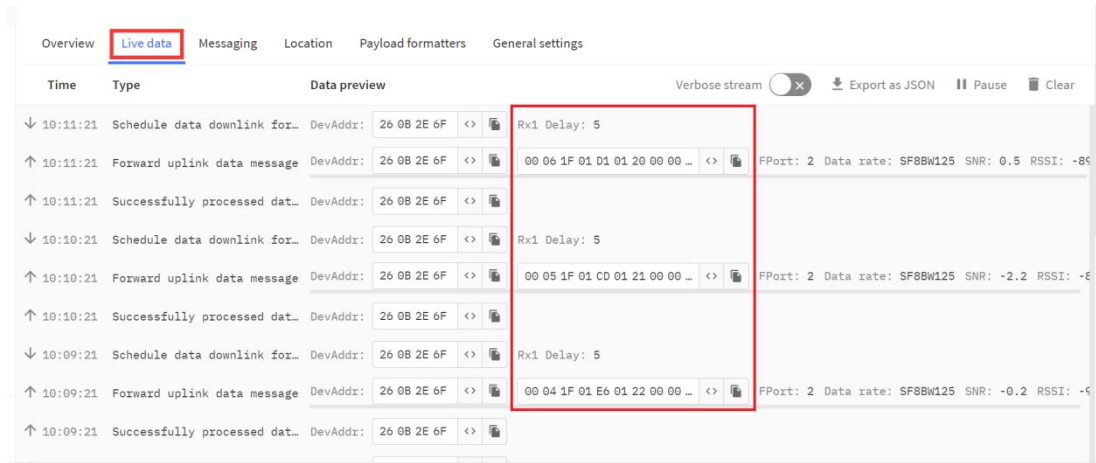 Overview Live data Messaging Location Payload formatters General settings
Time Type Data preview Verbose stream Export as JSON Pause Clear
↓ 10:11:21 Schedule data downlink for… DevAddr: 26 0B 2E 6F <> Rx1 Delay: 5
↑ 10:11:21 Forward uplink data message DevAddr: 26 0B 2E 6F <> 00 06 1F 01 D1 01 20 00 00 … <> FPort: 2 Data rate: SF8BW125 SNR: 0.5 RSSI: -89
↑ 10:11:21 Successfully processed dat… DevAddr: 26 0B 2E 6F <>
↓ 10:10:21 Schedule data downlink for… DevAddr: 26 0B 2E 6F <> Rx1 Delay: 5
↑ 10:10:21 Forward uplink data message DevAddr: 26 0B 2E 6F <> 00 05 1F 01 CD 01 21 00 00 … <> FPort: 2 Data rate: SF8BW125 SNR: -2.2 RSSI:
↑ 10:10:21 Successfully processed dat… DevAddr: 26 0B 2E 6F <>
↓ 10:09:21 Schedule data downlink for… DevAddr: 26 0B 2E 6F <> Rx1 Delay: 5
↑ 10:09:21 Forward uplink data message DevAddr: 26 0B 2E 6F <> 00 04 1F 01 E6 01 22 00 00 … <> FPort: 2 Data rate: SF8BW125 SNR: -0.2 RSSI:
↑ 10:09:21 Successfully processed dat… DevAddr: 26 0B 2E 6F <>